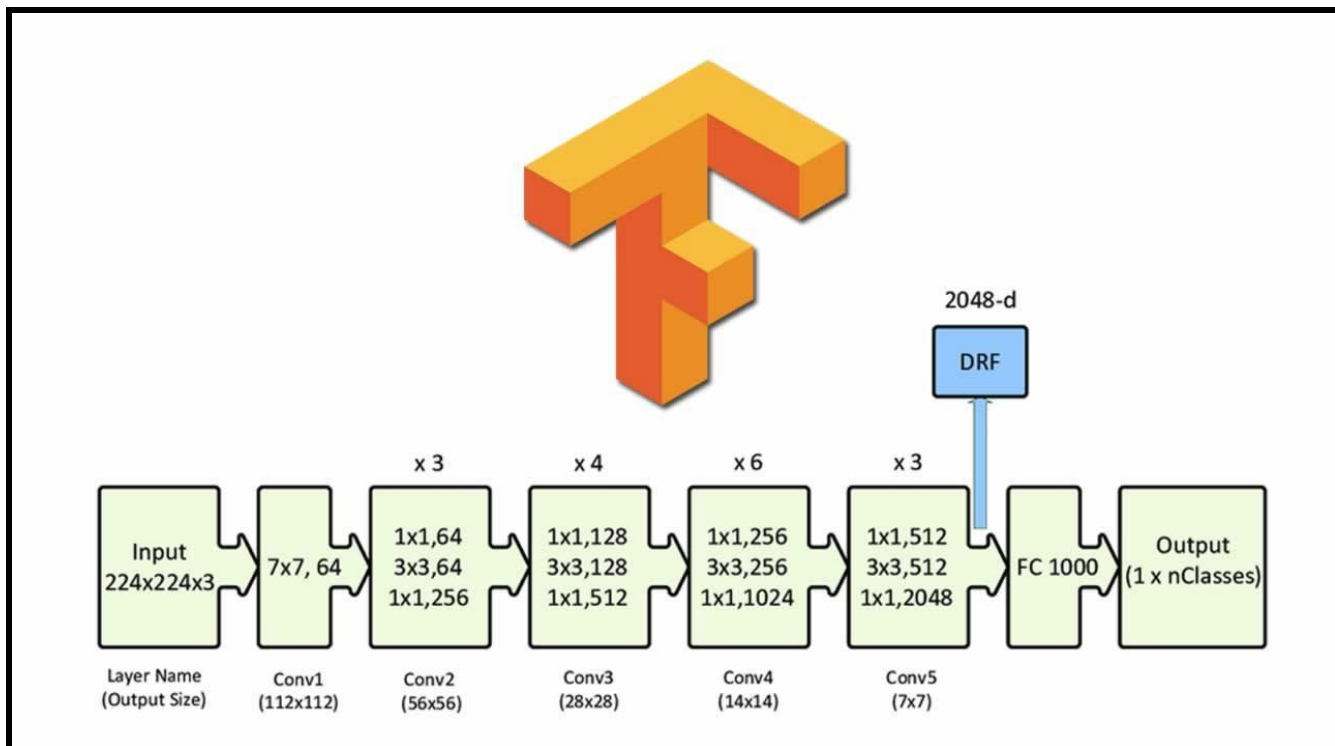 2048-d
DRF
x 3
x 4
x 6
x 3
Input
224x224x3
7x7, 64
1x1,64
3x3,64
1x1,256
1x1,128
3x3,128
1x1,512
1x1,256
3x3,256
1x1,1024
1x1,512
3x3,512
1x1,2048
FC 1000
Output
(1 x nClasses)
Layer Name
(Output Size)
Conv1
(112x112)
Conv2
(56x56)
Conv3
(28x28)
Conv4
(14x14)
Conv5
(7x7)